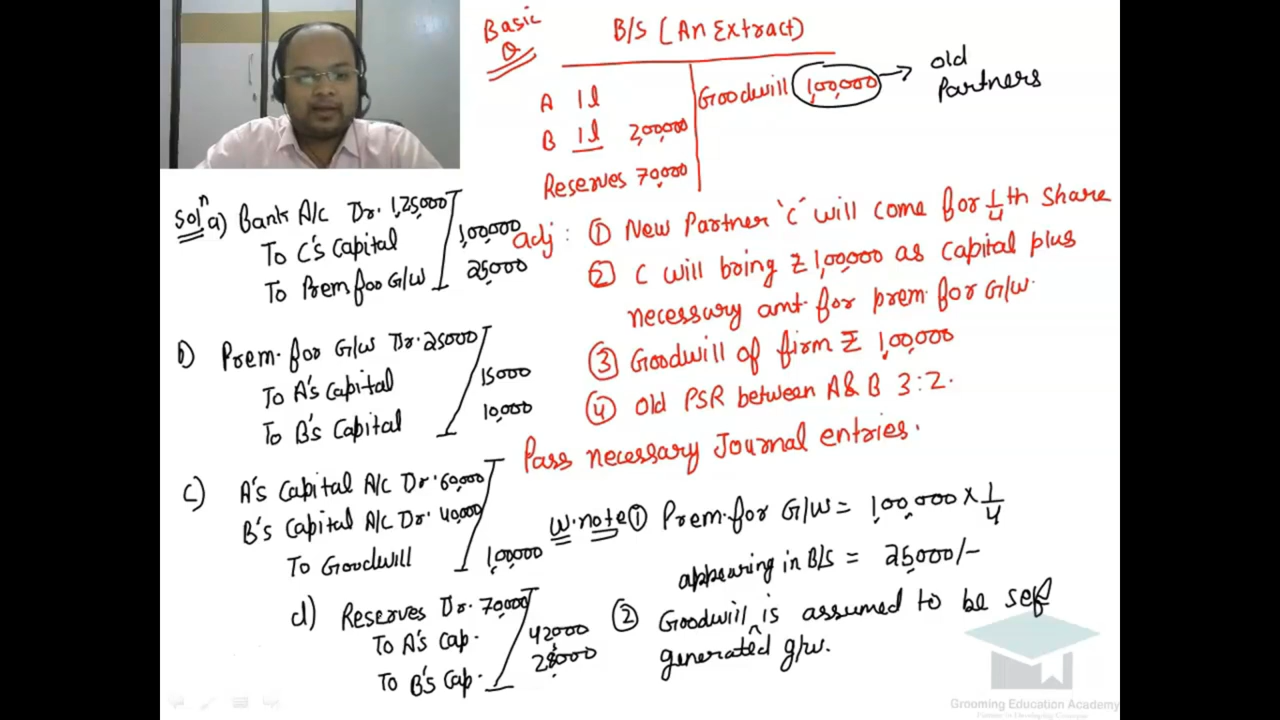 Basic
Q
B/S (An Extract)
A 1l
B 1l 2,00,000
Reserves 70,000
Goodwill 1,00,000
old
Partners
Solⁿ a) Bank A/c Dr. 1,25,000
To C's Capital 1,00,000
To Prem for G/W 25000
b) Prem. for G/W Dr. 25000
To A's Capital 15000
To B's Capital 10,000
c) A's Capital A/c Dr. 60,000
B's Capital A/c Dr. 40,000
To Goodwill 1,00,000
d) Reserves Dr. 70,000
To A's Cap. 42000
To B's Cap. 28000
adj: ① New Partner 'C' will come for 1/4th share
② C will bring ₹ 1,00,000 as capital plus
necessary amt. for prem. for G/W.
③ Goodwill of firm ₹ 1,00,000
④ Old PSR between A & B 3:2.
Pass necessary Journal entries.
W. note ① Prem. for G/W = 1,00,000 x 1/4
= 25,000/-
② Goodwill appearing in B/S is assumed to be self
generated g/w.
Grooming Education Academy